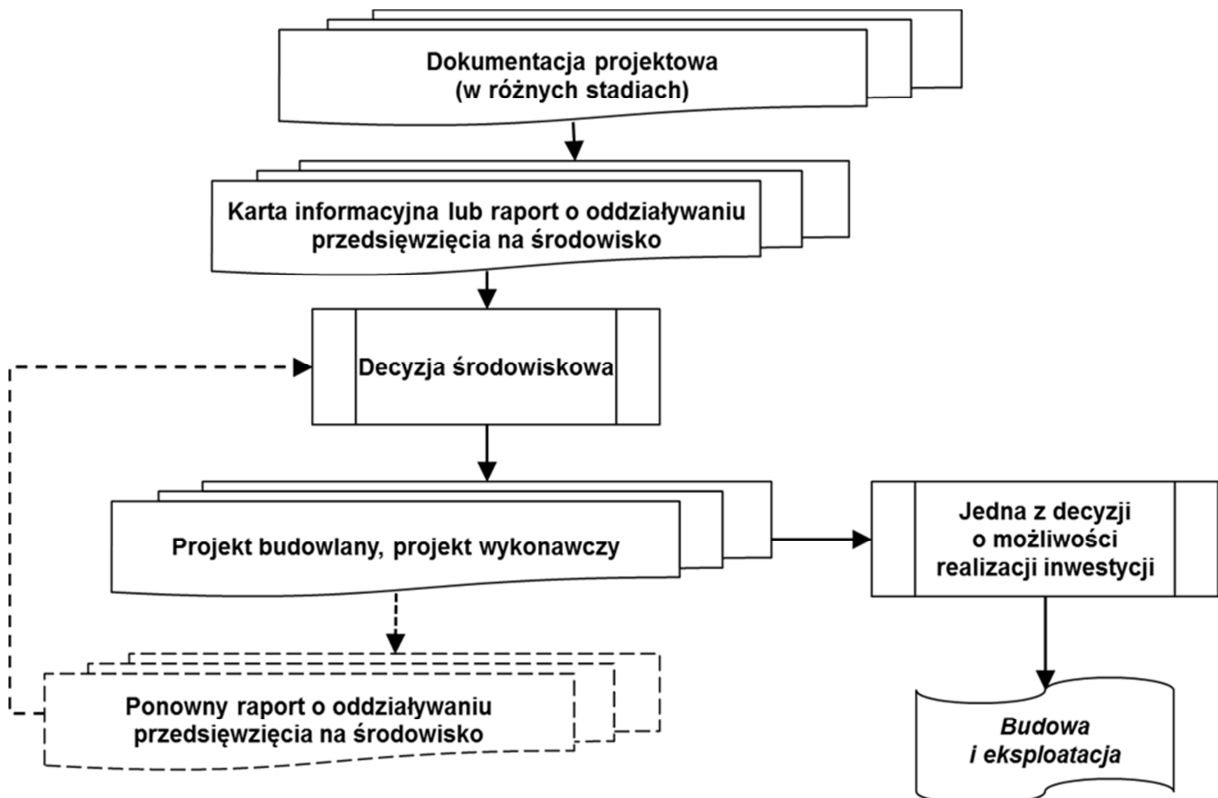 Dokumentacja projektowa
(w różnych stadiach)
Karta informacyjna lub raport o oddziaływaniu
przedsięwzięcia na środowisko
Decyzja środowiskowa
Projekt budowlany, projekt wykonawczy
Jedna z decyzji
o możliwości
realizacji inwestycji
Ponowny raport o oddziaływaniu
przedsięwzięcia na środowisko
Budowa
i eksploatacja